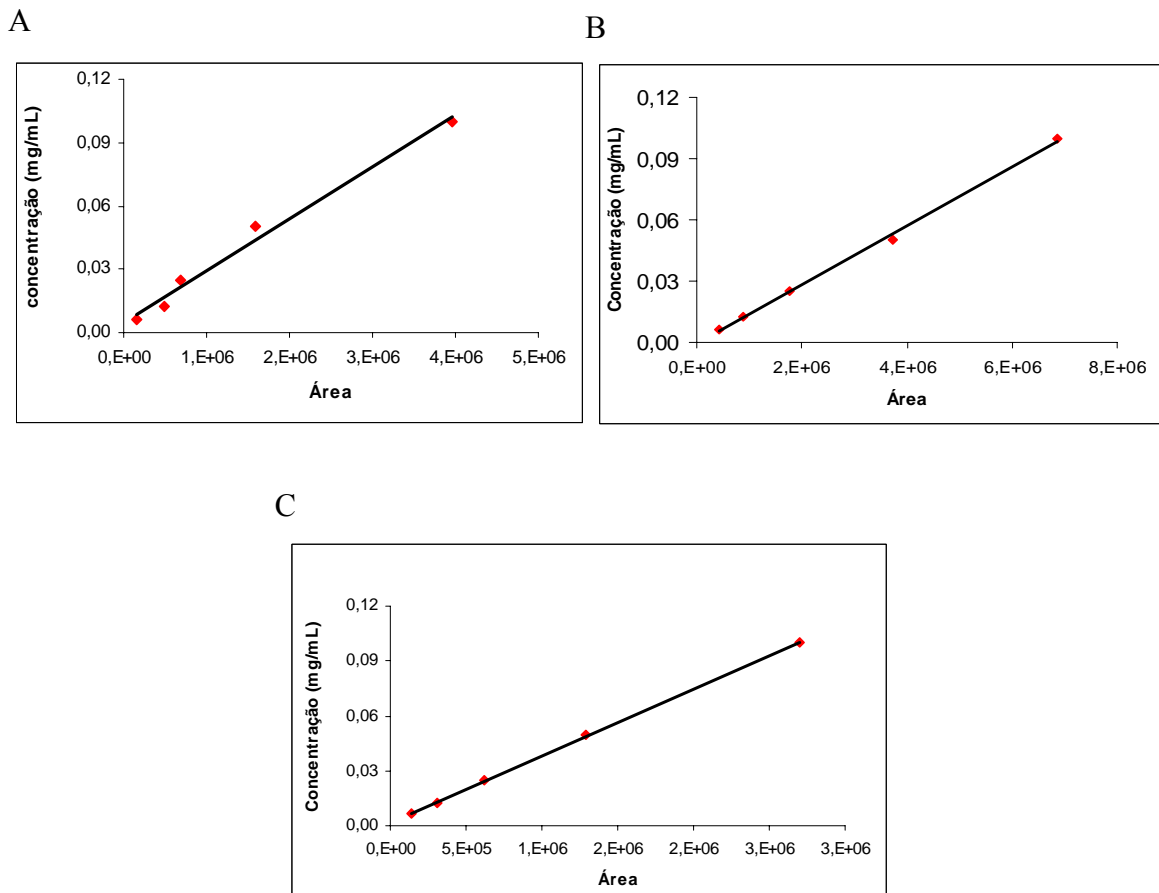 A
B
concentração (mg/mL)
0,12
0,09
0,06
0,03
0,00
0,E+00 1,E+06 2,E+06 3,E+06 4,E+06 5,E+06
Área
Concentração (mg/mL)
0,12
0,09
0,06
0,03
0,00
0,E+00 2,E+06 4,E+06 6,E+06 8,E+06
Área
C
Concentração (mg/mL)
0,12
0,09
0,06
0,03
0,00
0,E+00 5,E+05 1,E+06 2,E+06 2,E+06 3,E+06 3,E+06
Área